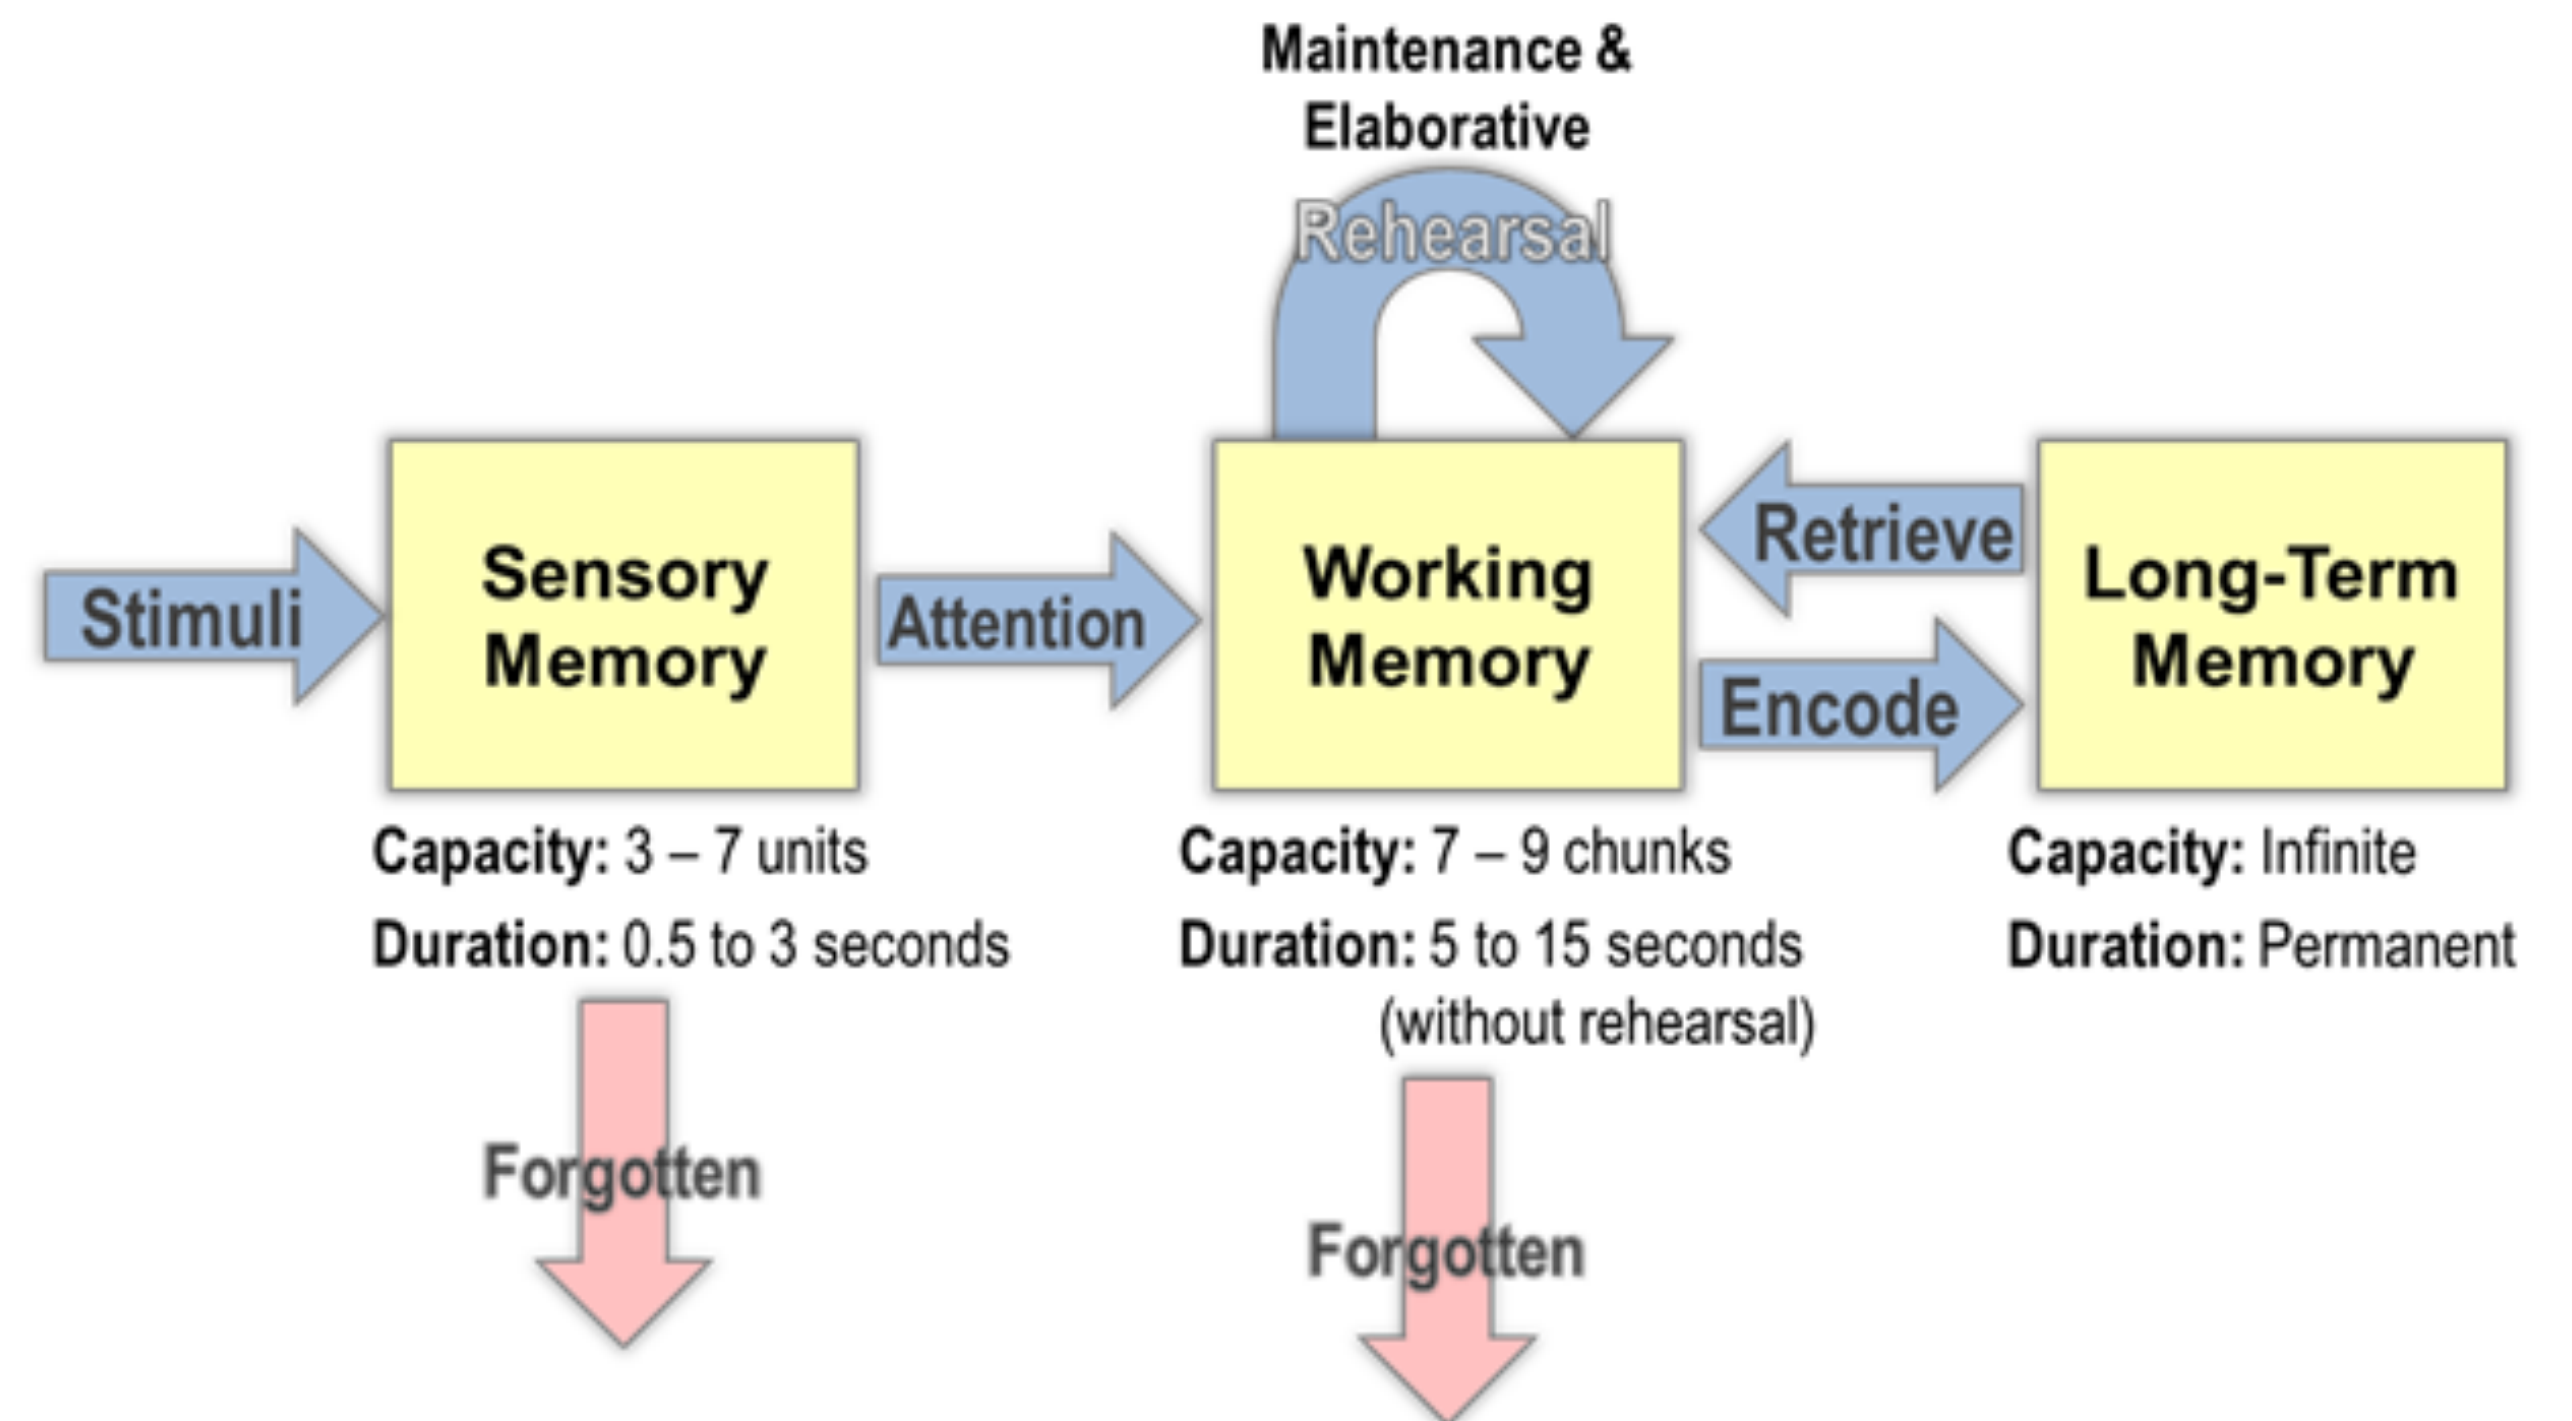 Maintenance &
Elaborative
Rehearsal
Stimuli
Sensory
Memory
Attention
Working
Memory
Retrieve
Encode
Long-Term
Memory
Capacity: 3 – 7 units
Duration: 0.5 to 3 seconds
Forgotten
Capacity: 7 – 9 chunks
Duration: 5 to 15 seconds
(without rehearsal)
Forgotten
Capacity: Infinite
Duration: Permanent